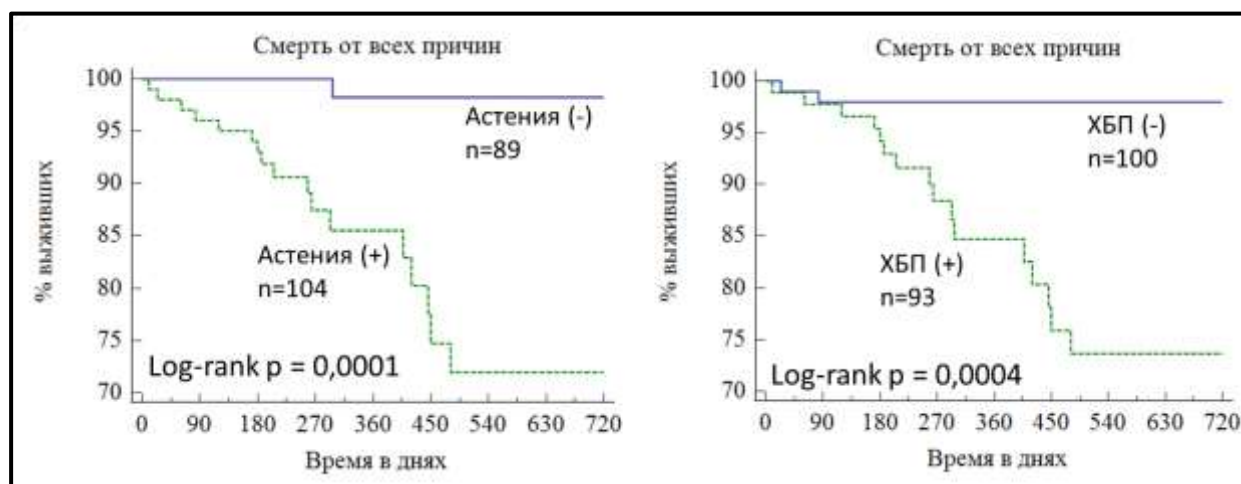 Смерть от всех причин
100
95
90
85
80
75
70
% выживших
Астения (-)
n=89
Астения (+)
n=104
Log-rank p = 0,0001
0 90 180 270 360 450 540 630 720
Время в днях
Смерть от всех причин
100
95
90
85
80
75
70
% выживших
ХБП (-)
n=100
ХБП (+)
n=93
Log-rank p = 0,0004
0 90 180 270 360 450 540 630 720
Время в днях